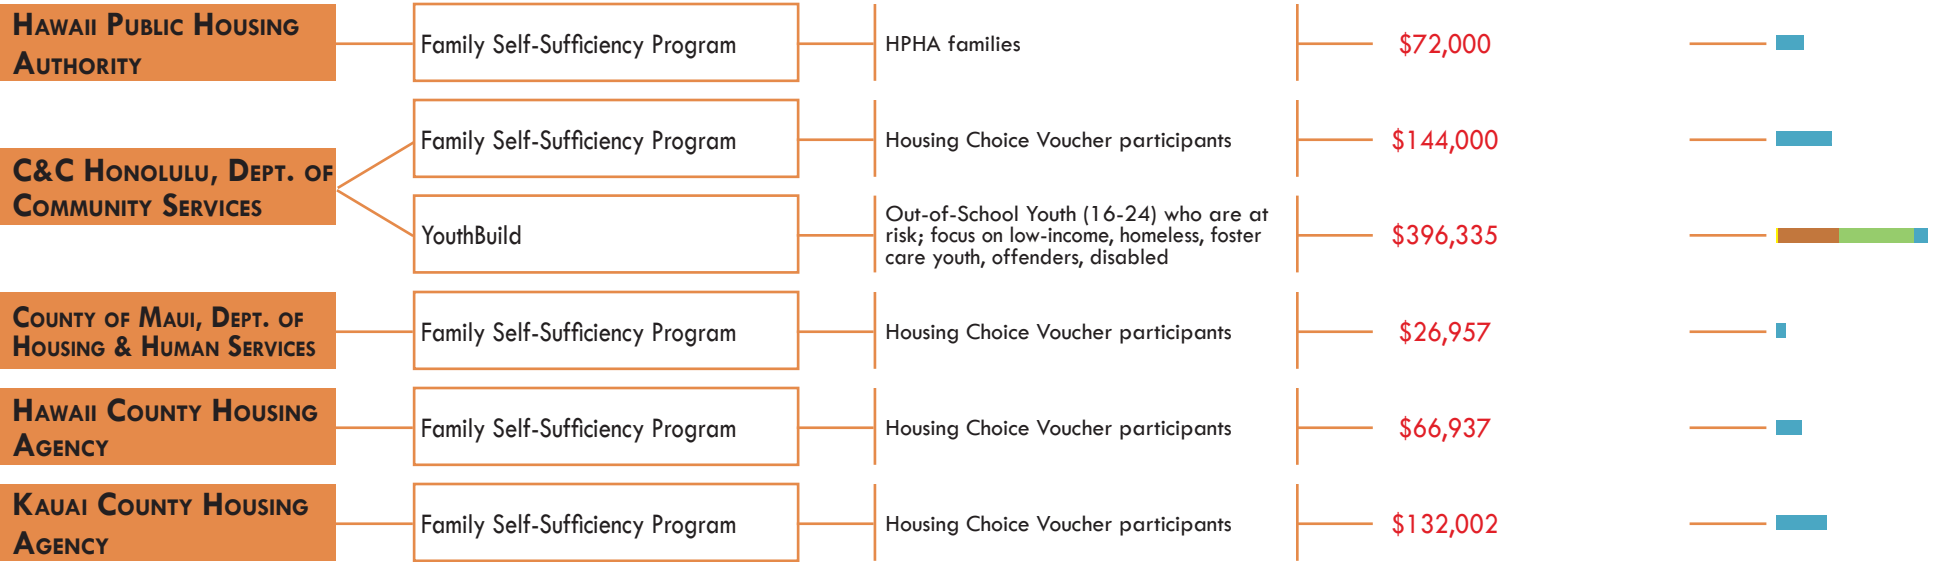 Hawaii Public Housing
Authority
Family Self-Sufficiency Program
HPHA families
$72,000
C&C Honolulu, Dept. of
Community Services
Family Self-Sufficiency Program
Housing Choice Voucher participants
$144,000
YouthBuild
Out-of-School Youth (16-24) who are at
risk; focus on low-income, homeless, foster
care youth, offenders, disabled
$396,335
County of Maui, Dept. of
Housing & Human Services
Family Self-Sufficiency Program
Housing Choice Voucher participants
$26,957
Hawaii County Housing
Agency
Family Self-Sufficiency Program
Housing Choice Voucher participants
$66,937
Kauai County Housing
Agency
Family Self-Sufficiency Program
Housing Choice Voucher participants
$132,002